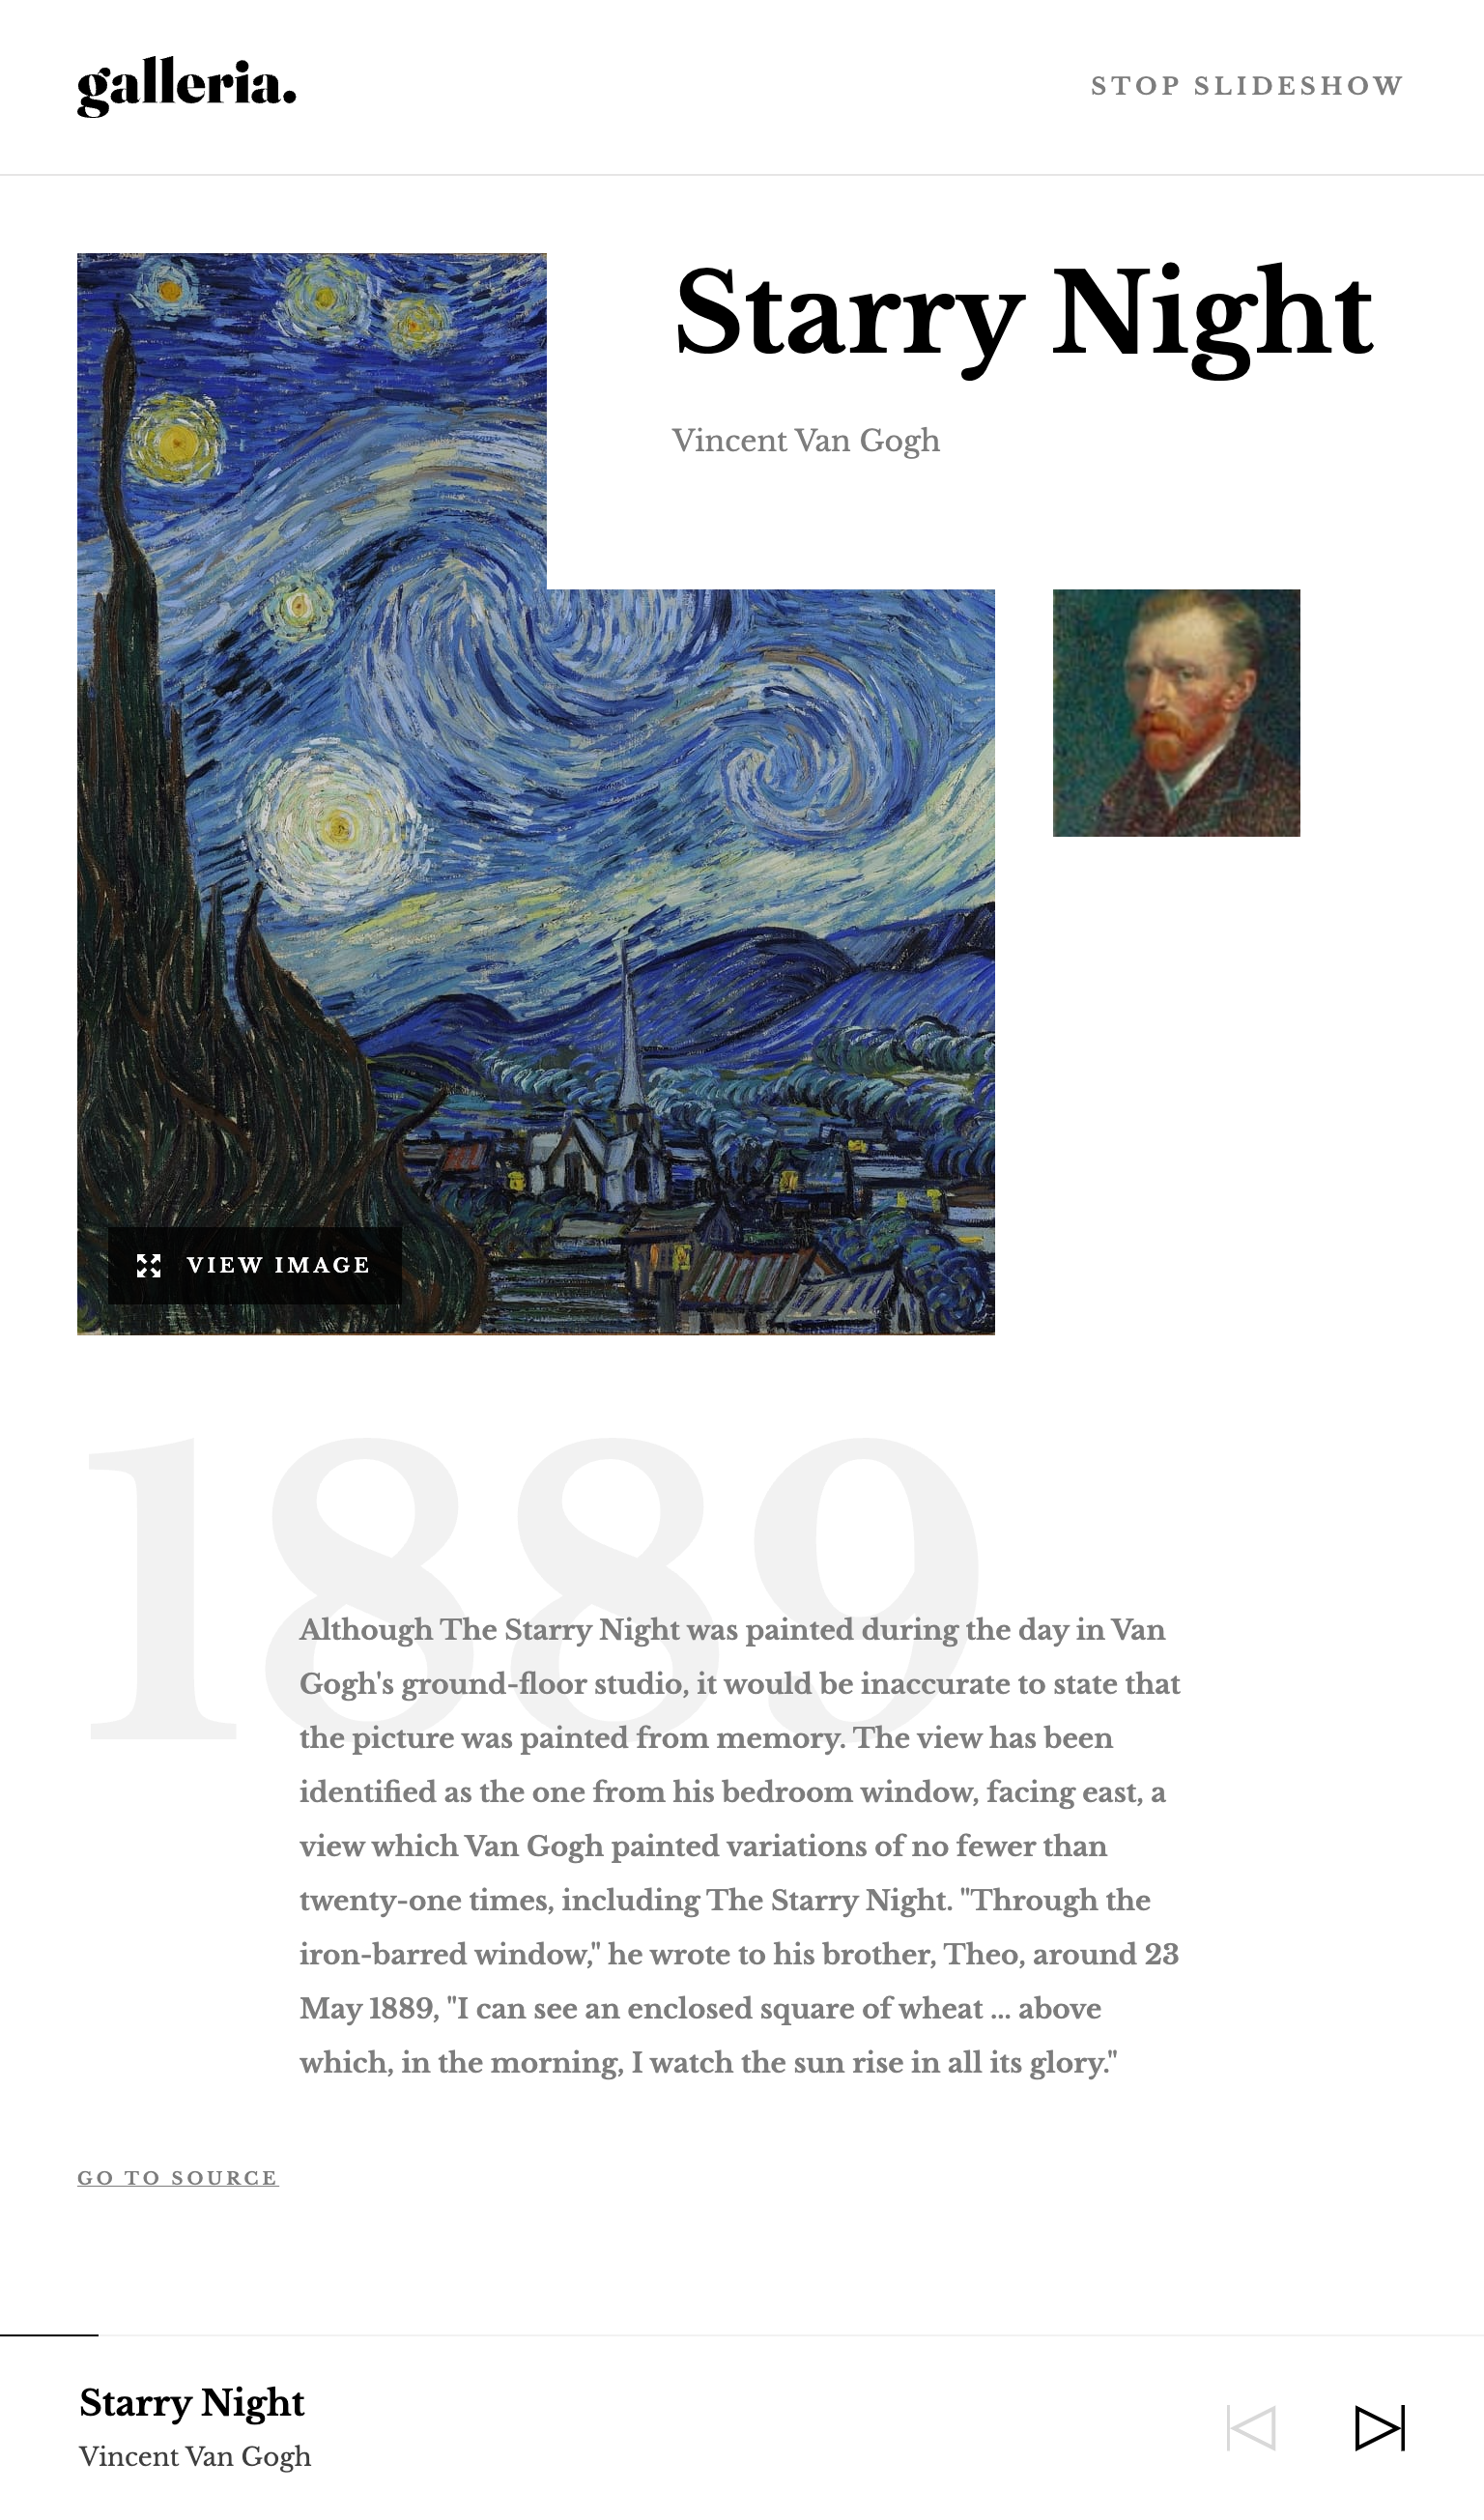 galleria.
STOP SLIDESHOW
Starry Night
Vincent Van Gogh
VIEW IMAGE
1889
Although The Starry Night was painted during the day in Van
Gogh's ground-floor studio, it would be inaccurate to state that
the picture was painted from memory. The view has been
identified as the one from his bedroom window, facing east, a
view which Van Gogh painted variations of no fewer than
twenty-one times, including The Starry Night. "Through the
iron-barred window," he wrote to his brother, Theo, around 23
May 1889, "I can see an enclosed square of wheat ... above
which, in the morning, I watch the sun rise in all its glory."
GO TO SOURCE
Starry Night
Vincent Van Gogh